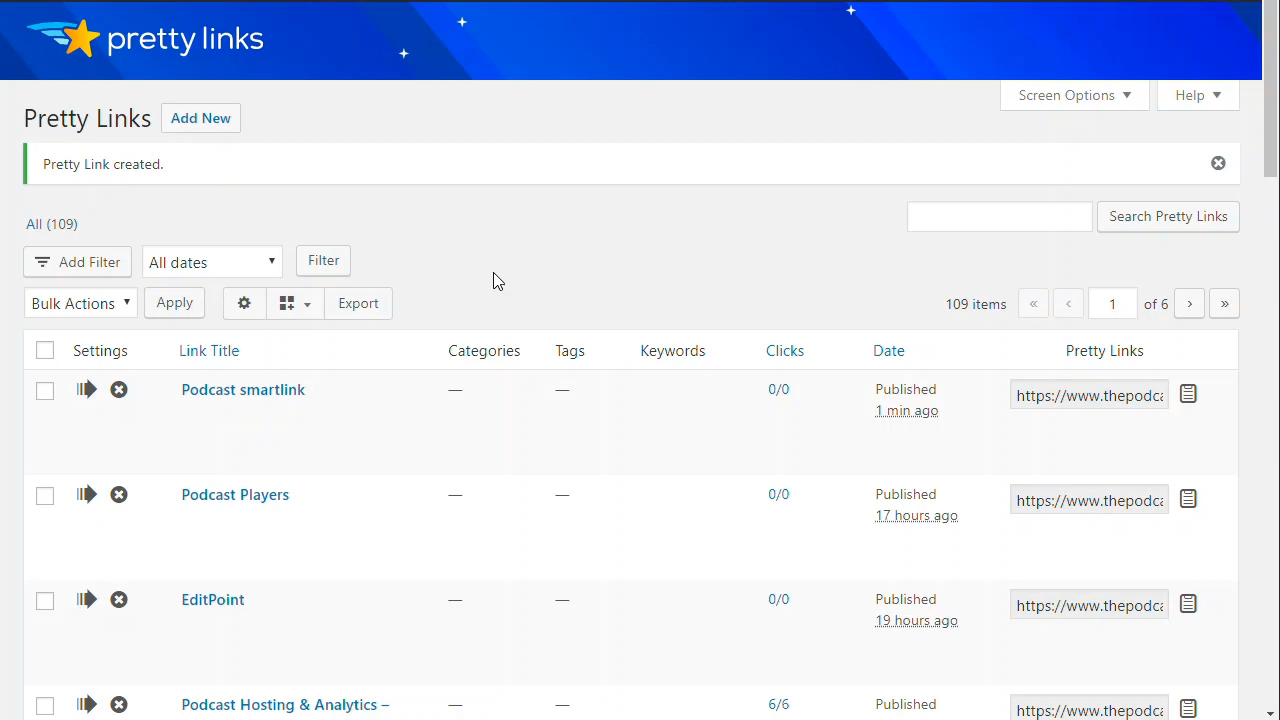 pretty links
Screen Options
Help
Pretty Links
Add New
Pretty Link created.
All (109)
Search Pretty Links
Add Filter
All dates
Filter
Bulk Actions
Apply
Export
109 items « ‹ 1 of 6 › »
Settings Link Title Categories Tags Keywords Clicks Date Pretty Links
Podcast smartlink — — 0/0 Published https://www.thepodca
1 min ago
Podcast Players — — 0/0 Published https://www.thepodca
17 hours ago
EditPoint — — 0/0 Published https://www.thepodca
19 hours ago
Podcast Hosting & Analytics – — — 6/6 Published https://www.thepodca